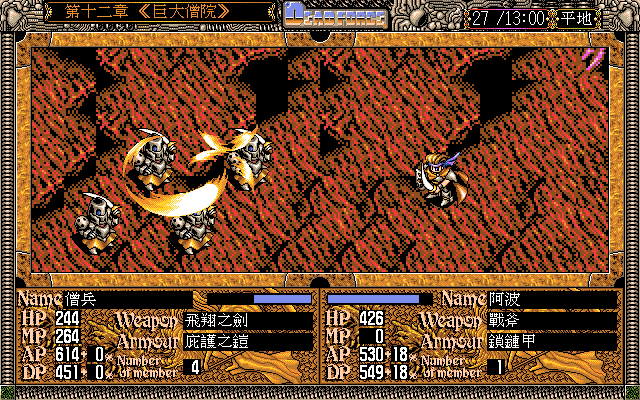 第十二章 《巨大僧院》
DEAD FORCE
27 /13:00 平地
Name 僧兵
HP 244
MP 264
AP 614+ 0%
DP 451+ 0%
Weapon 飛翔之劍
Armour 庇護之鎧
Number of member 4
Name 阿波
HP 426
MP 0
AP 530+18%
DP 549+18%
Weapon 戰斧
Armour 鎖鏈甲
Number of member 1